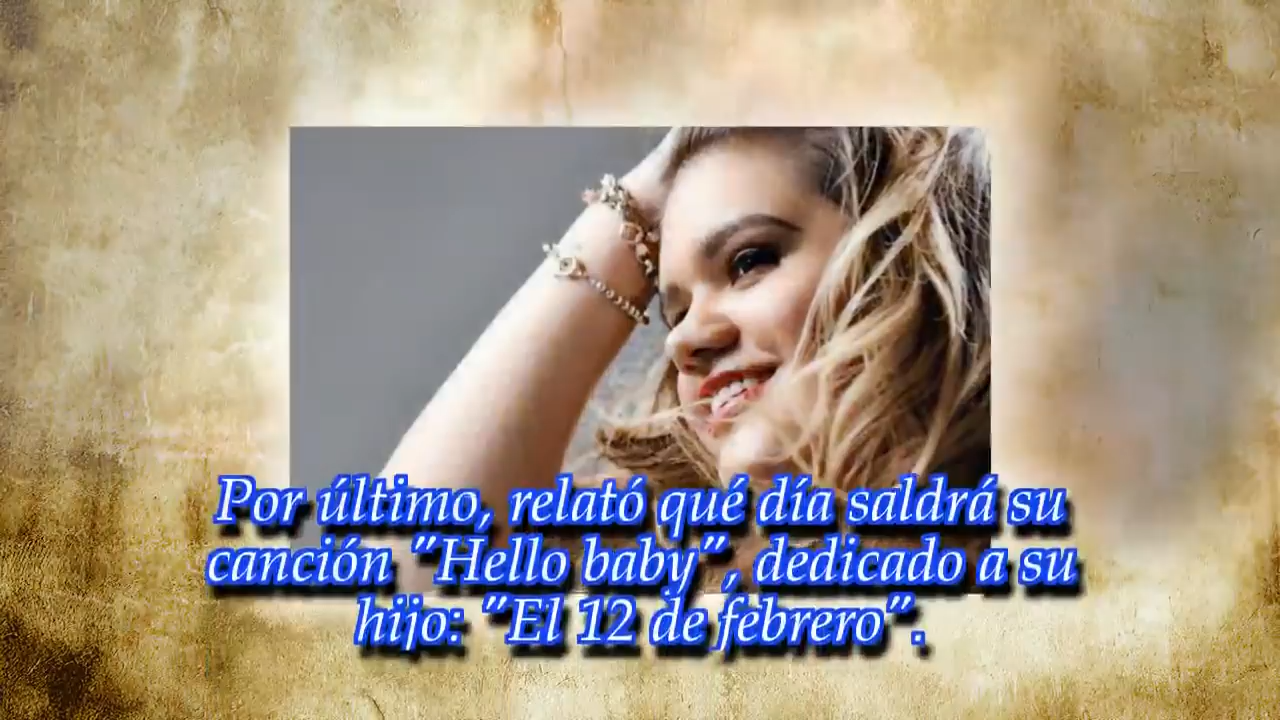 Por último, relató qué día saldrá su
canción "Hello baby", dedicado a su
hijo: "El 12 de febrero".